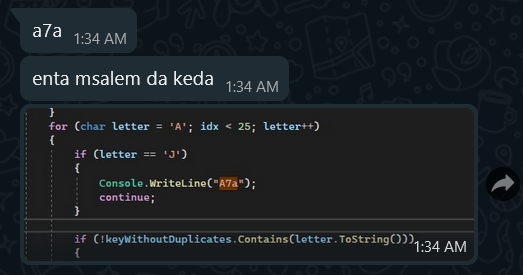 a7a
1:34 AM
enta msalem da keda
1:34 AM
}
for (char letter = 'A'; idx < 25; letter++)
{
if (letter == 'J')
{
Console.WriteLine("A7a");
continue;
}
if (!keyWithoutDuplicates.Contains(letter.ToString()))
{
1:34 AM